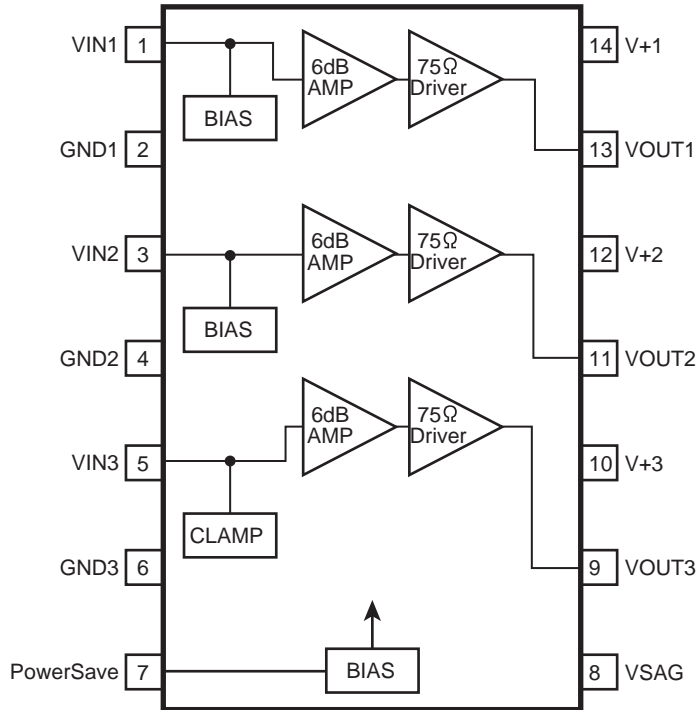 VIN1 1
6dB
AMP
75Ω
Driver
14 V+1
BIAS
GND1 2
13 VOUT1
VIN2 3
6dB
AMP
75Ω
Driver
12 V+2
BIAS
GND2 4
11 VOUT2
6dB
AMP
75Ω
Driver
VIN3 5
10 V+3
CLAMP
GND3 6
9 VOUT3
PowerSave 7
BIAS
8 VSAG